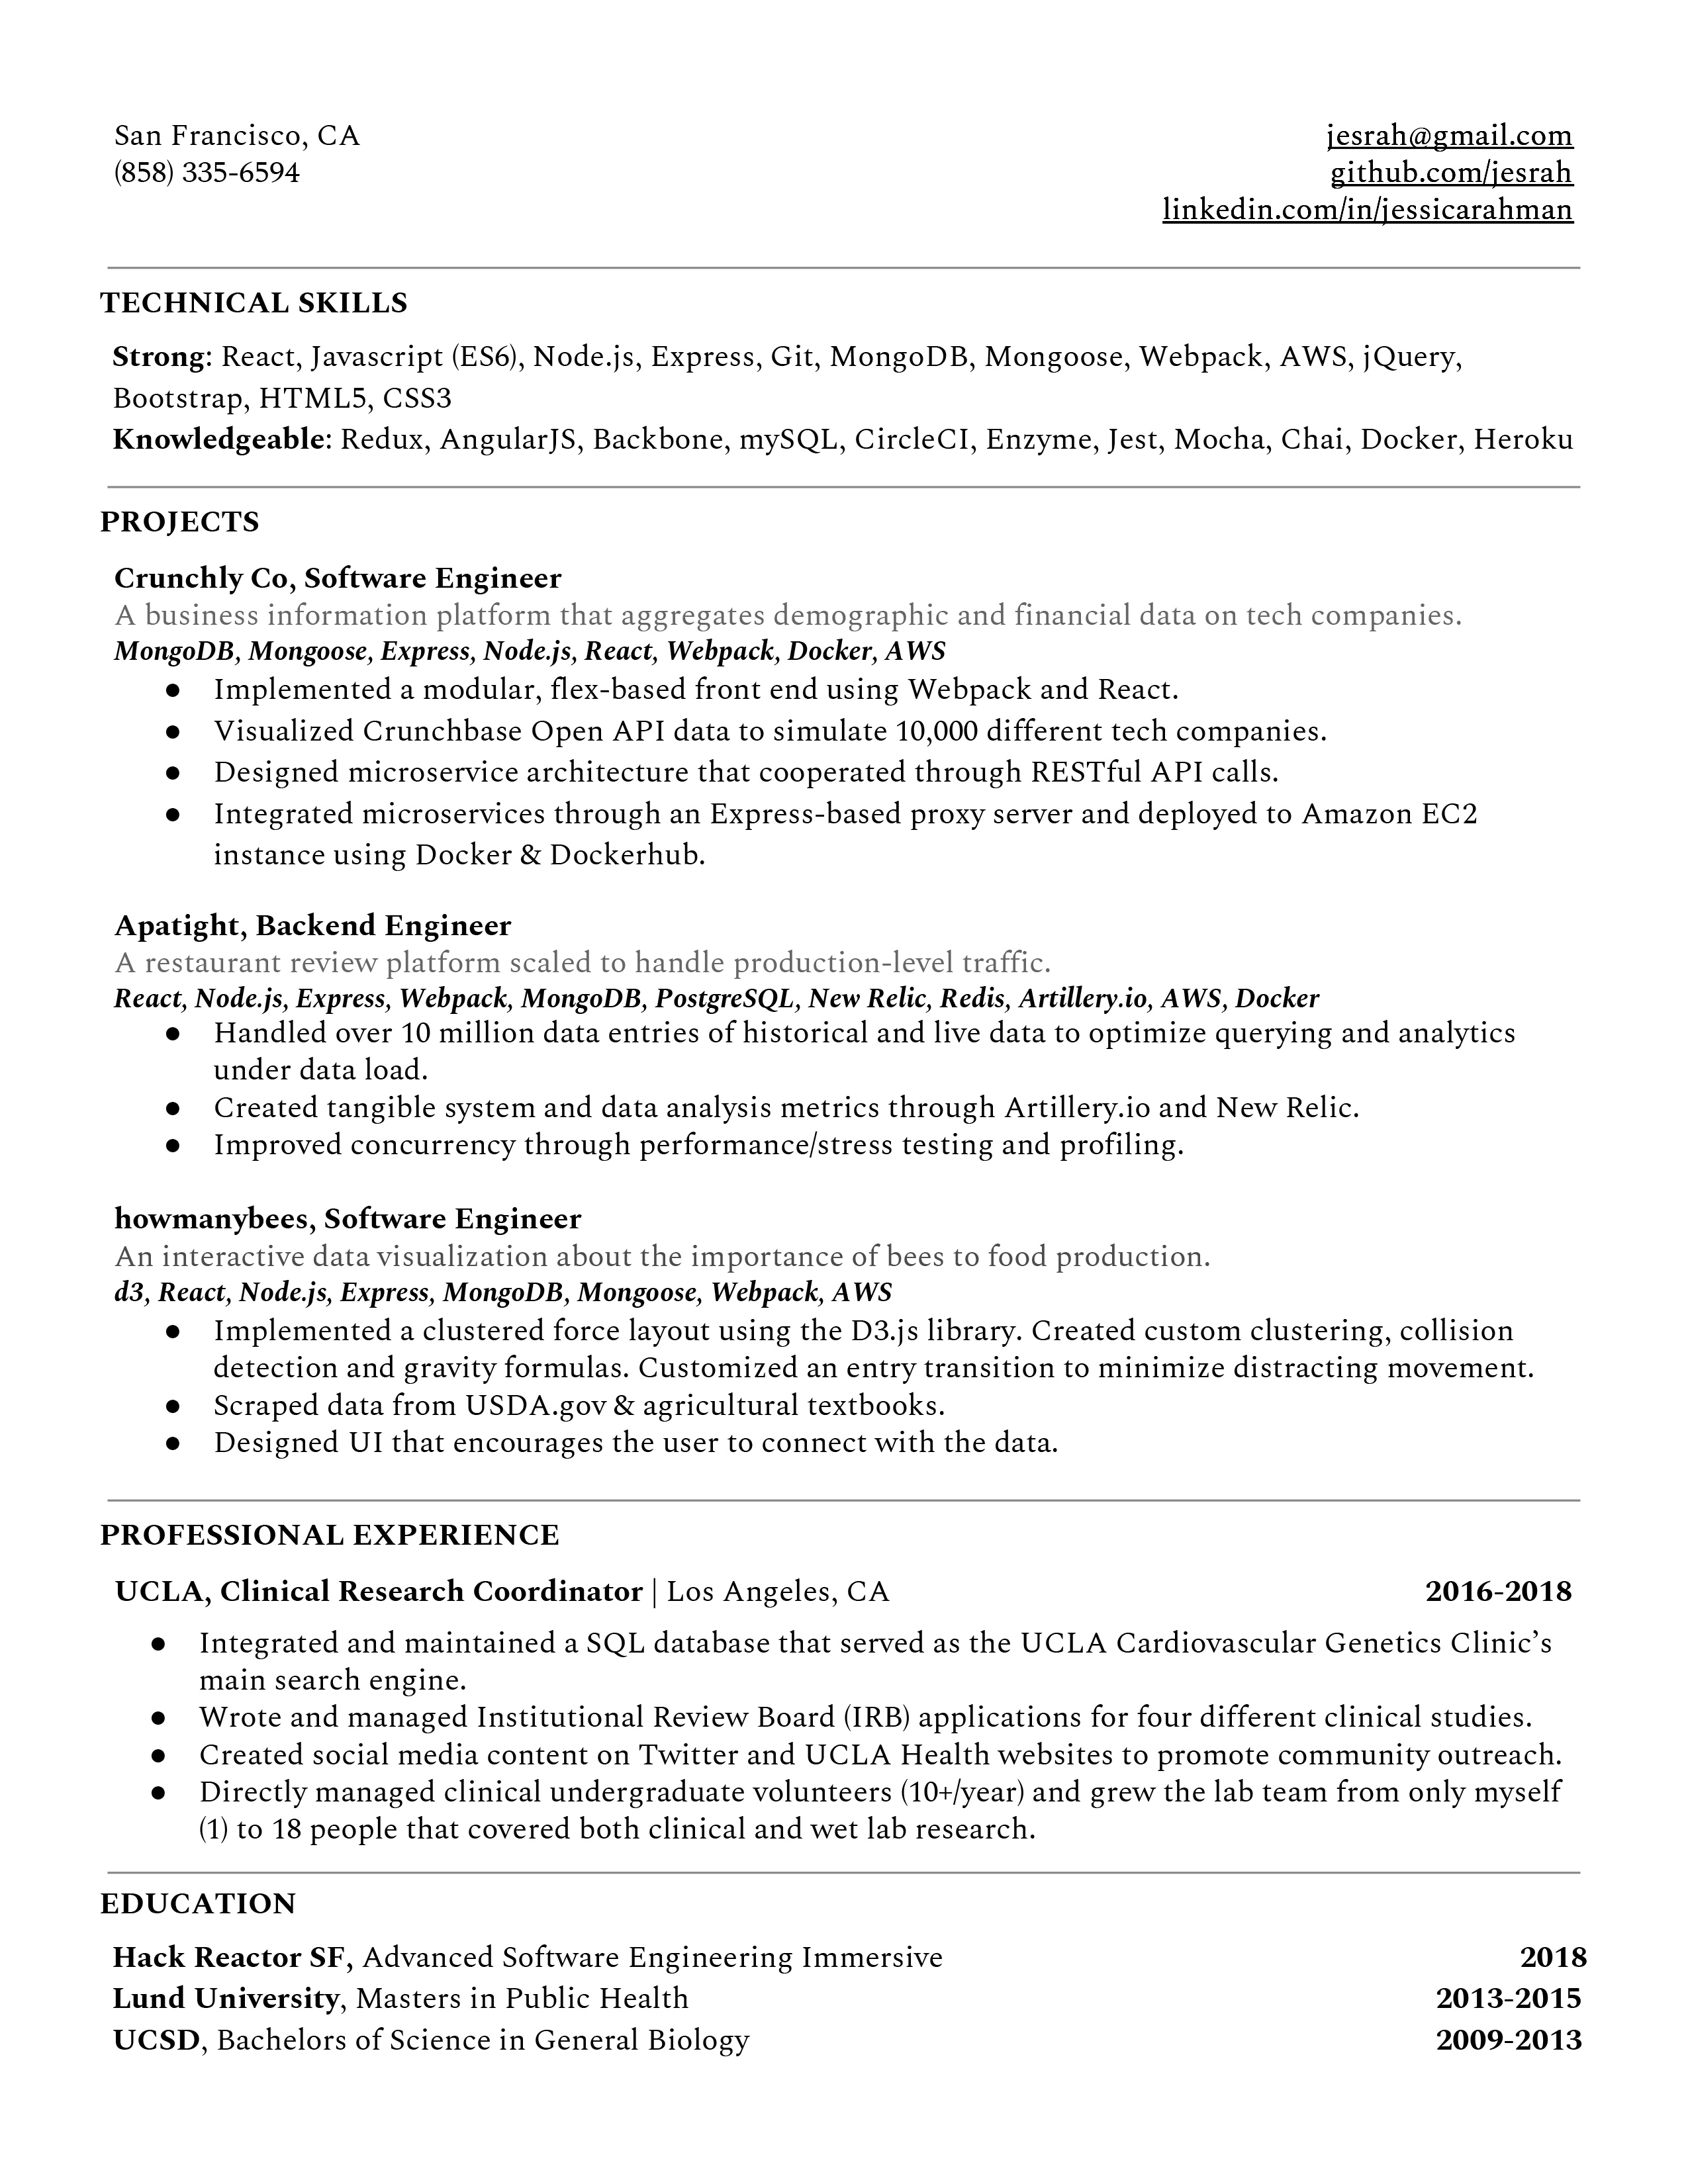 San Francisco, CA
(858) 335-6594
jesrah@gmail.com
github.com/jesrah
linkedin.com/in/jessicarahman
TECHNICAL SKILLS
Strong: React, Javascript (ES6), Node.js, Express, Git, MongoDB, Mongoose, Webpack, AWS, jQuery,
Bootstrap, HTML5, CSS3
Knowledgeable: Redux, AngularJS, Backbone, mySQL, CircleCI, Enzyme, Jest, Mocha, Chai, Docker, Heroku
PROJECTS
Crunchly Co, Software Engineer
A business information platform that aggregates demographic and financial data on tech companies.
MongoDB, Mongoose, Express, Node.js, React, Webpack, Docker, AWS
● Implemented a modular, flex-based front end using Webpack and React.
● Visualized Crunchbase Open API data to simulate 10,000 different tech companies.
● Designed microservice architecture that cooperated through RESTful API calls.
● Integrated microservices through an Express-based proxy server and deployed to Amazon EC2
instance using Docker & Dockerhub.
Apatight, Backend Engineer
A restaurant review platform scaled to handle production-level traffic.
React, Node.js, Express, Webpack, MongoDB, PostgreSQL, New Relic, Redis, Artillery.io, AWS, Docker
● Handled over 10 million data entries of historical and live data to optimize querying and analytics
under data load.
● Created tangible system and data analysis metrics through Artillery.io and New Relic.
● Improved concurrency through performance/stress testing and profiling.
howmanybees, Software Engineer
An interactive data visualization about the importance of bees to food production.
d3, React, Node.js, Express, MongoDB, Mongoose, Webpack, AWS
● Implemented a clustered force layout using the D3.js library. Created custom clustering, collision
detection and gravity formulas. Customized an entry transition to minimize distracting movement.
● Scraped data from USDA.gov & agricultural textbooks.
● Designed UI that encourages the user to connect with the data.
PROFESSIONAL EXPERIENCE
UCLA, Clinical Research Coordinator | Los Angeles, CA 2016-2018
● Integrated and maintained a SQL database that served as the UCLA Cardiovascular Genetics Clinic’s
main search engine.
● Wrote and managed Institutional Review Board (IRB) applications for four different clinical studies.
● Created social media content on Twitter and UCLA Health websites to promote community outreach.
● Directly managed clinical undergraduate volunteers (10+/year) and grew the lab team from only myself
(1) to 18 people that covered both clinical and wet lab research.
EDUCATION
Hack Reactor SF, Advanced Software Engineering Immersive 2018
Lund University, Masters in Public Health 2013-2015
UCSD, Bachelors of Science in General Biology 2009-2013